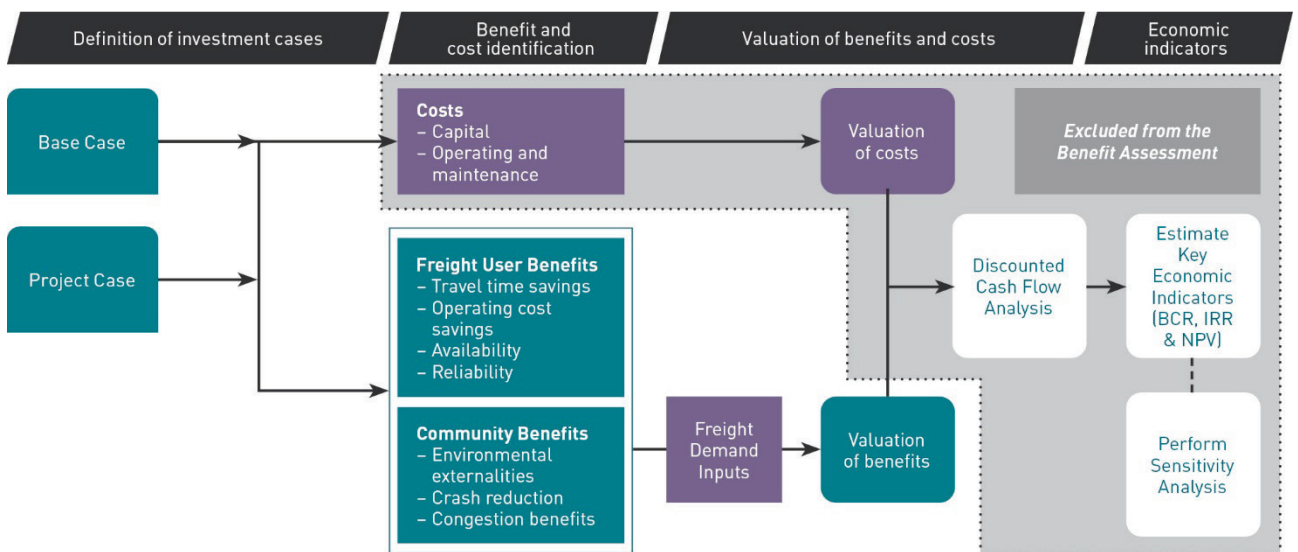 Definition of investment cases
Benefit and
cost identification
Valuation of benefits and costs
Economic
indicators
Base Case
Costs
– Capital
– Operating and
maintenance
Valuation
of costs
Excluded from the
Benefit Assessment
Project Case
Freight User Benefits
– Travel time savings
– Operating cost
savings
– Availability
– Reliability
Discounted
Cash Flow
Analysis
Estimate
Key
Economic
Indicators
(BCR, IRR
& NPV)
Community Benefits
– Environmental
externalities
– Crash reduction
– Congestion benefits
Freight
Demand
Inputs
Valuation
of benefits
Perform
Sensitivity
Analysis